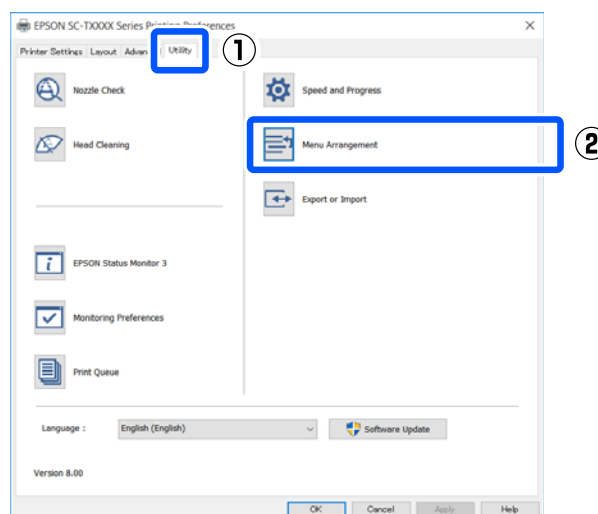 EPSON SC-TXXXX Series Printing Preferences
Printer Settings Layout Advan Utility
①
Nozzle Check
Speed and Progress
Head Cleaning
Menu Arrangement
②
Export or Import
EPSON Status Monitor 3
Monitoring Preferences
Print Queue
Language : English (English)
Software Update
Version 8.00
OK Cancel Apply Help